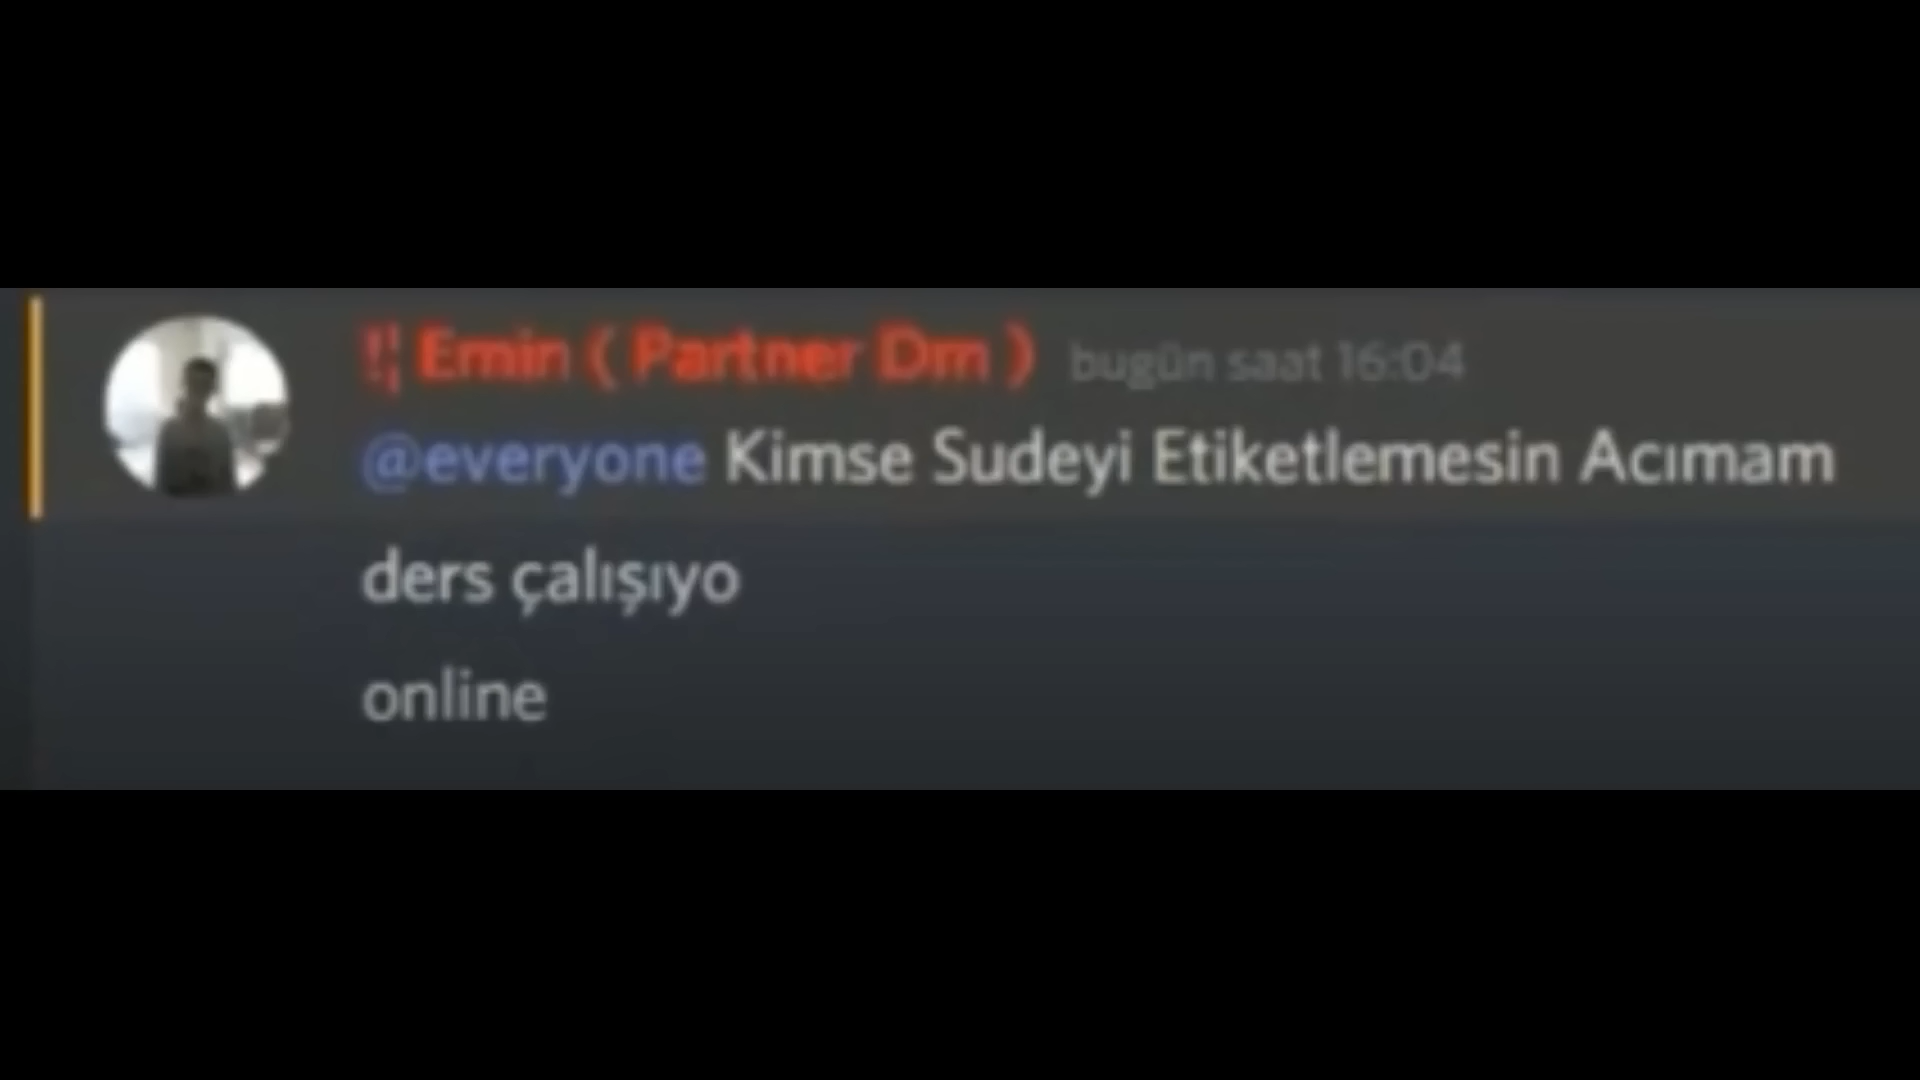 !¦ Emin ( Partner Dm ) bugün saat 16:04
@everyone Kimse Sudeyi Etiketlemesin Acımam
ders çalışıyo
online